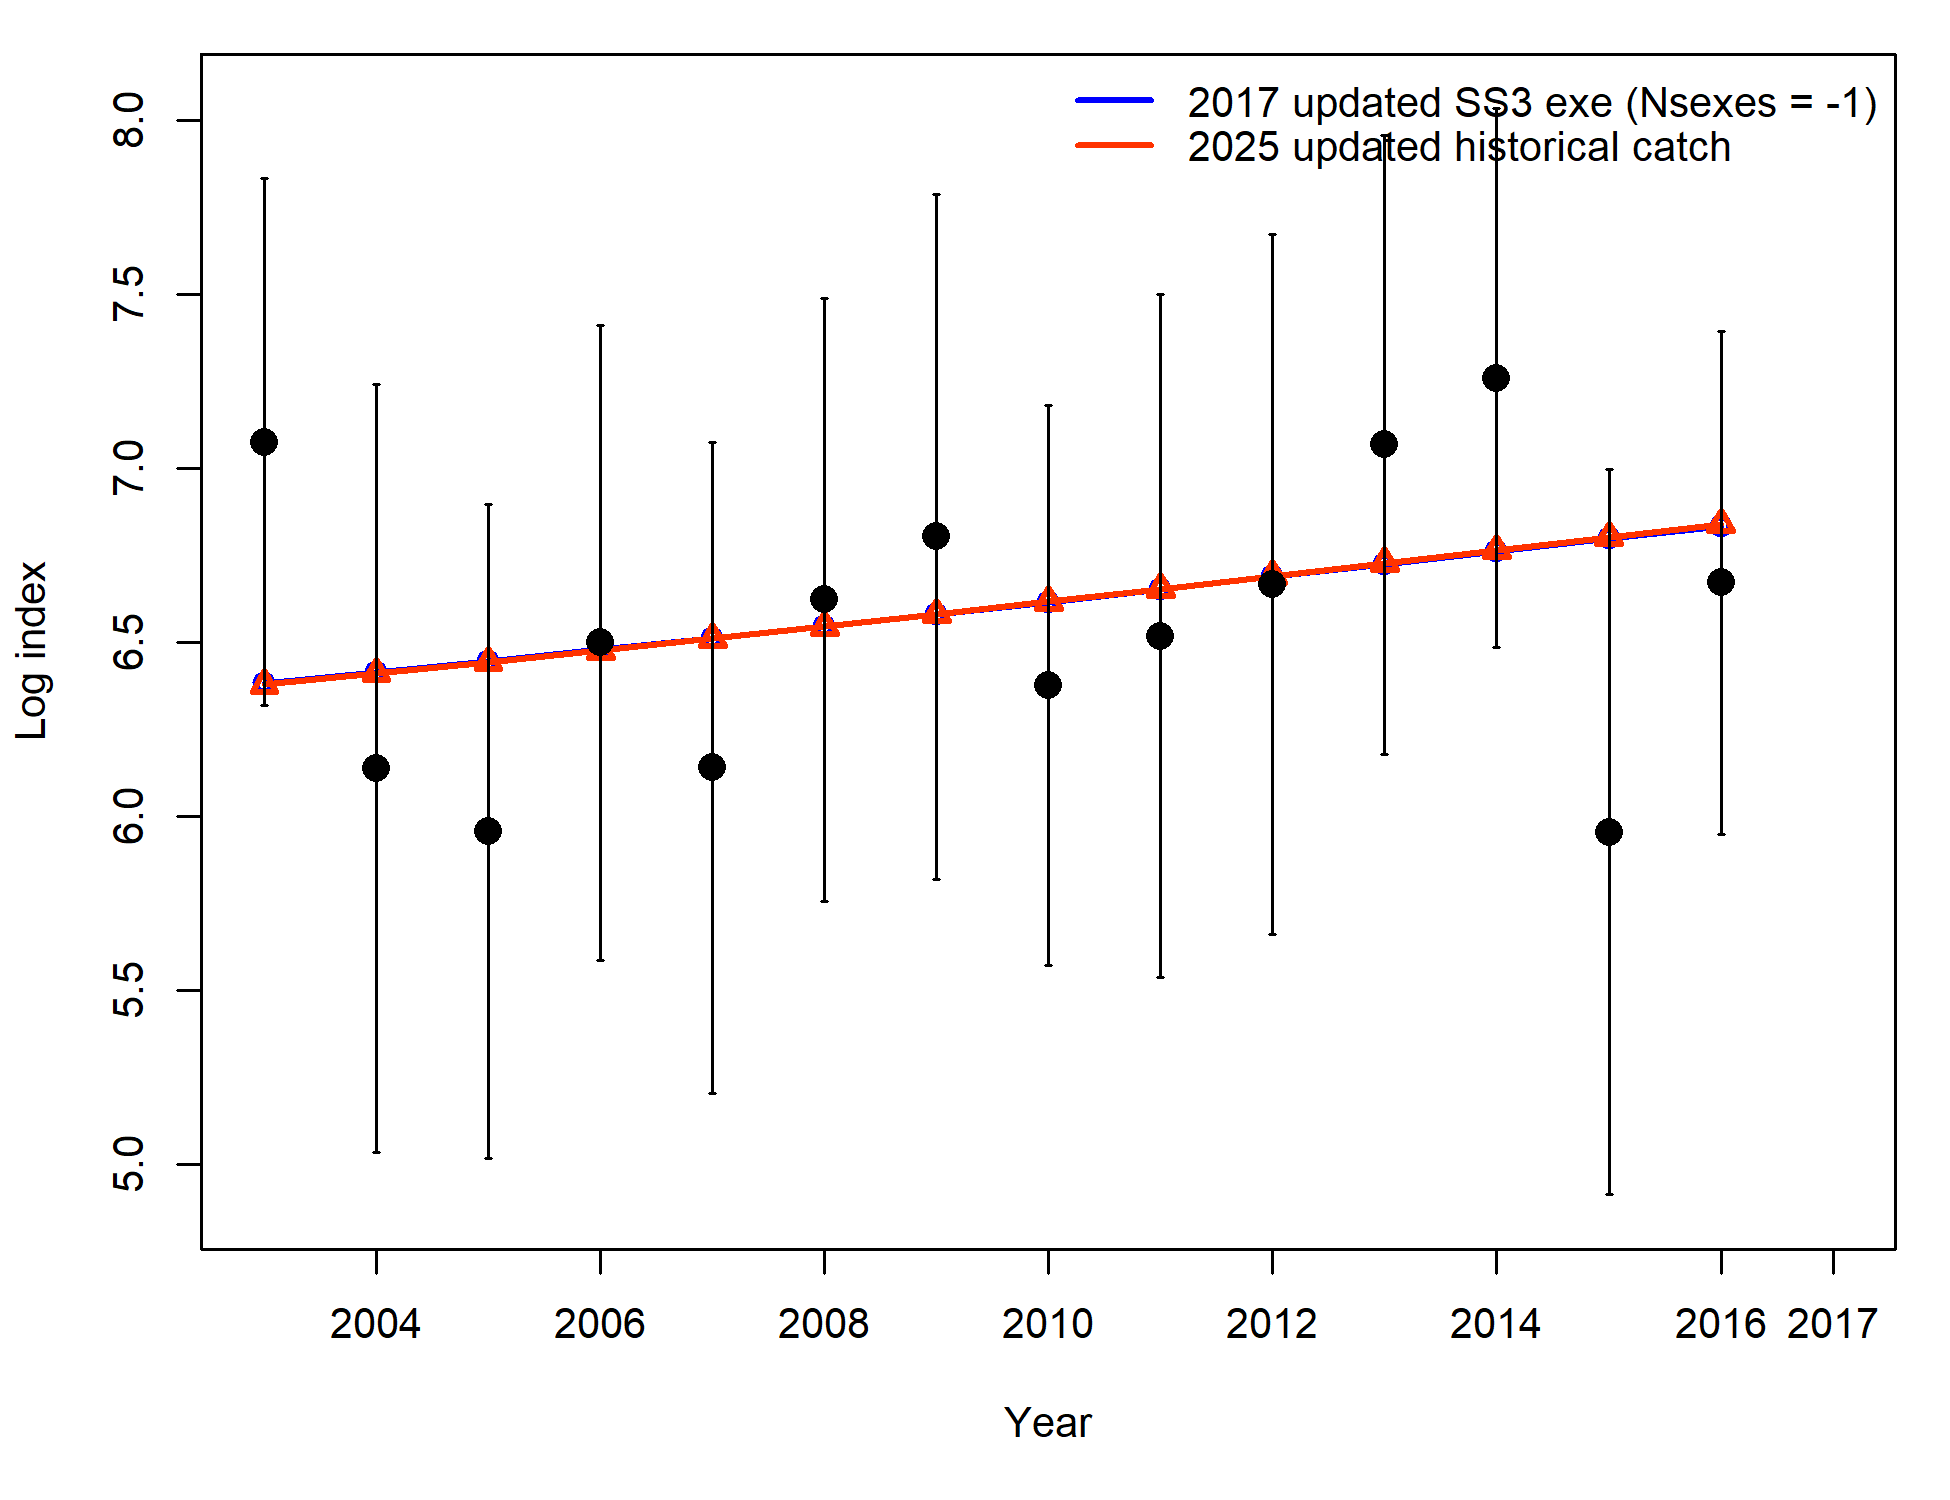 2017 updated SS3 exe (Nsexes = -1)
2025 updated historical catch
8.0
7.5
7.0
6.5
6.0
5.5
5.0
Log index
2004 2006 2008 2010 2012 2014 2016 2017
Year